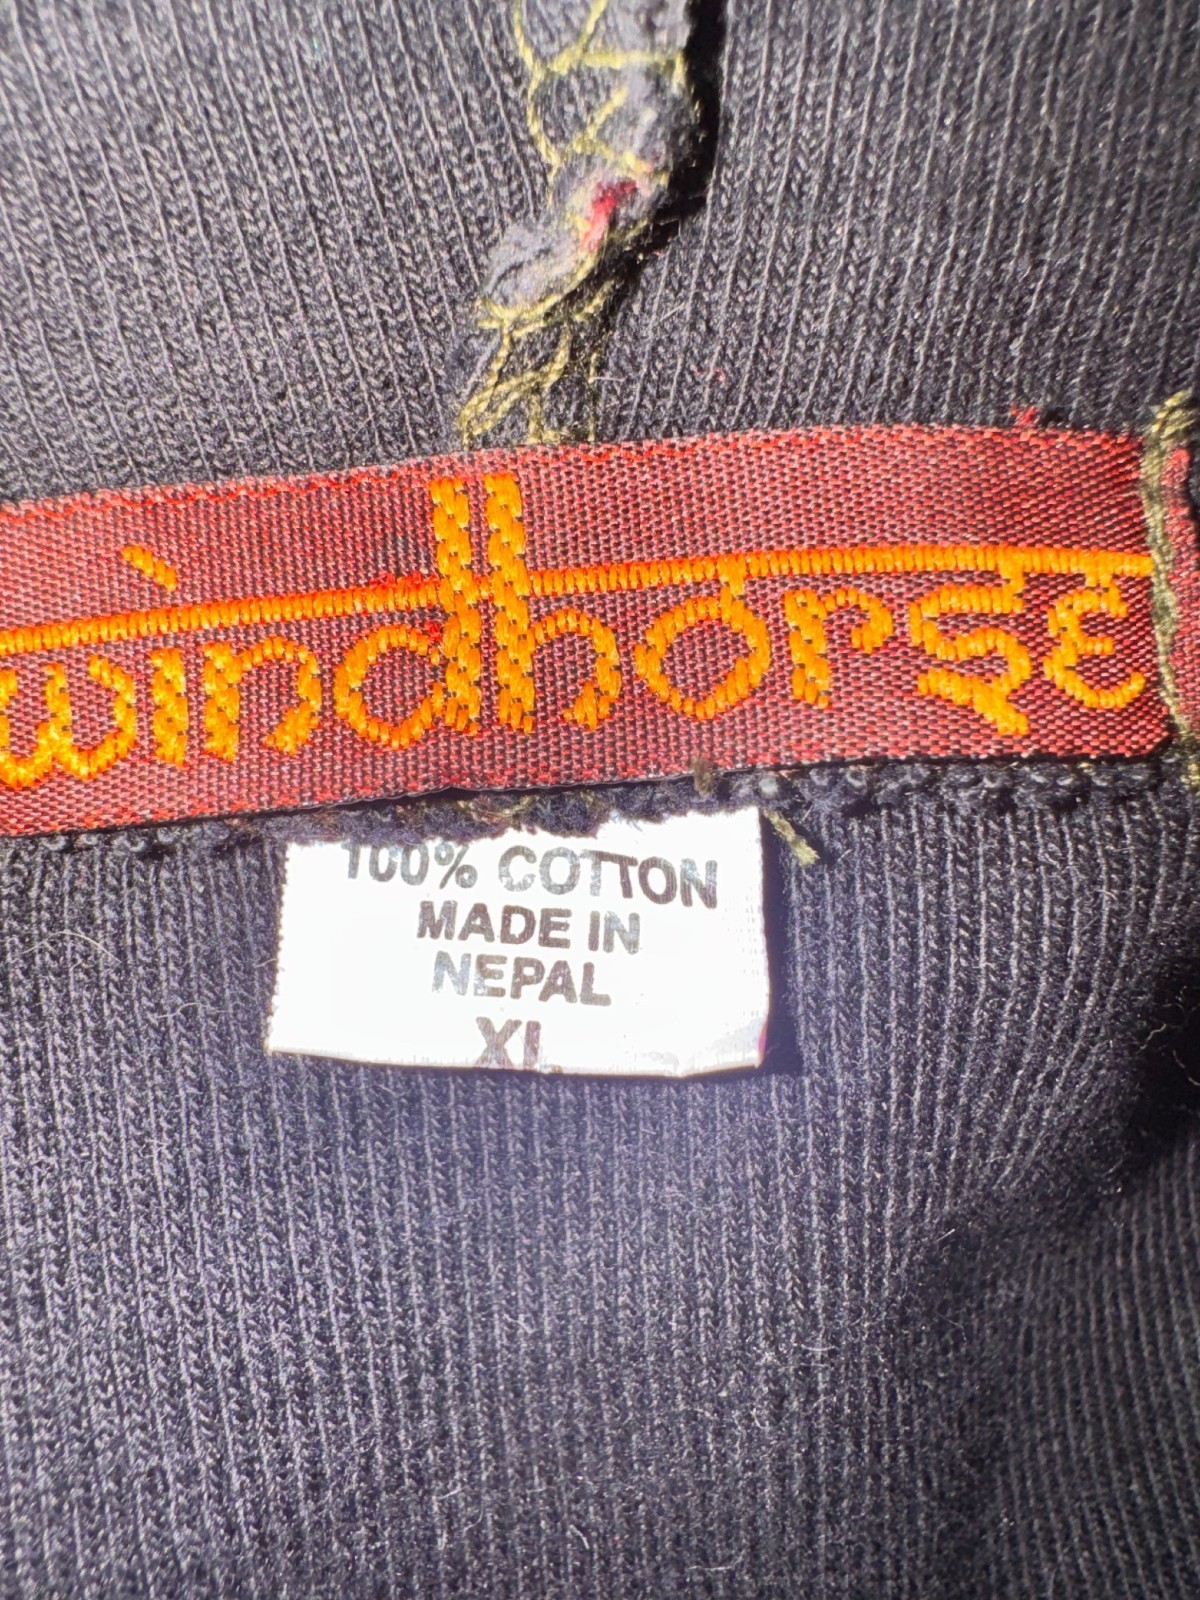 windhorse
100% COTTON
MADE IN
NEPAL
XL